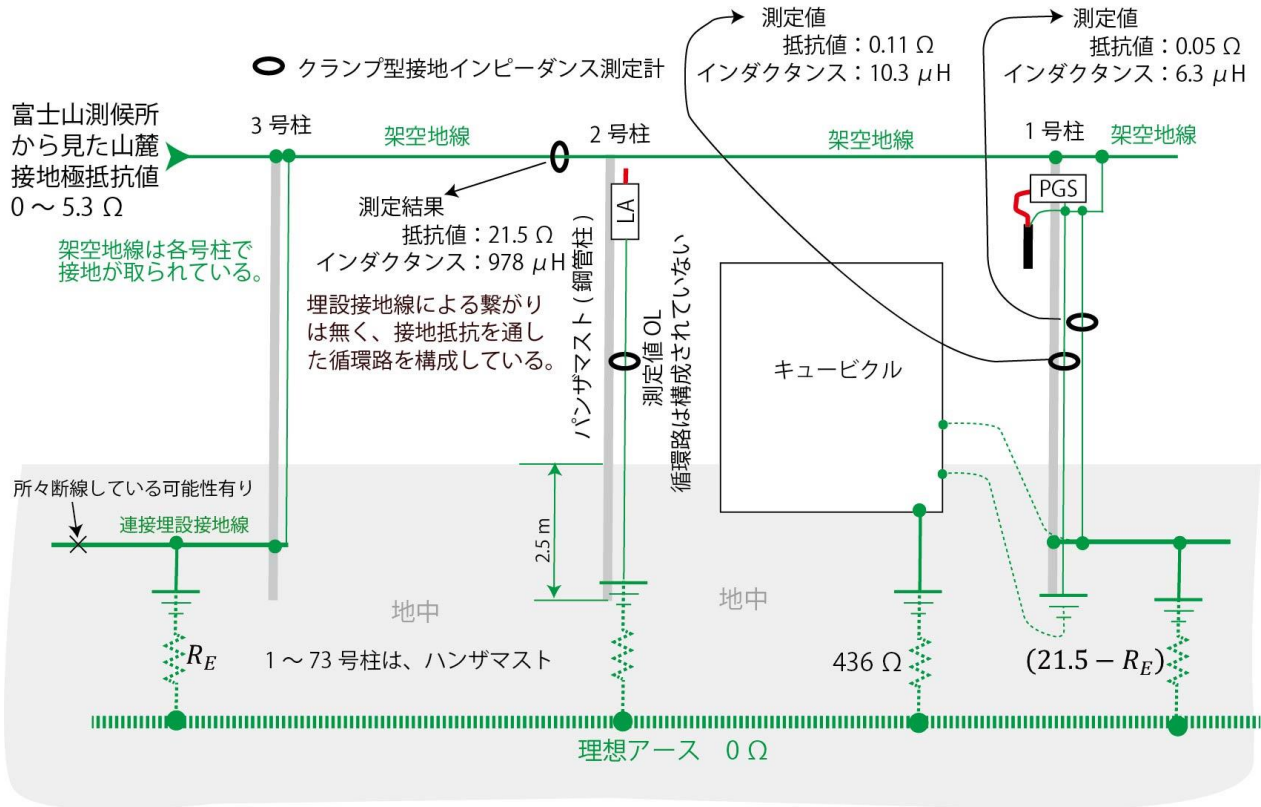 測定値
抵抗値：0.11 Ω
インダクタンス：10.3 μH
測定値
抵抗値：0.05 Ω
インダクタンス：6.3 μH
クランプ型接地インピーダンス測定計
富士山測候所
から見た山麓
接地極抵抗値
0 ～ 5.3 Ω
3 号柱
架空地線
2 号柱
架空地線
1 号柱
架空地線
PGS
LA
測定結果
抵抗値：21.5 Ω
インダクタンス：978 μH
架空地線は各号柱で
接地が取られている。
埋設接地線による繋がり
は無く、接地抵抗を通し
た循環路を構成している。
パンザマスト ( 鋼管柱 )
測定値 OL
循環路は構成されていない
キュービクル
所々断線している可能性有り
連接埋設接地線
2.5 m
地中
地中
R_E
1 ～ 73 号柱は、ハンザマスト
436 Ω
(21.5 − R_E)
理想アース　0 Ω